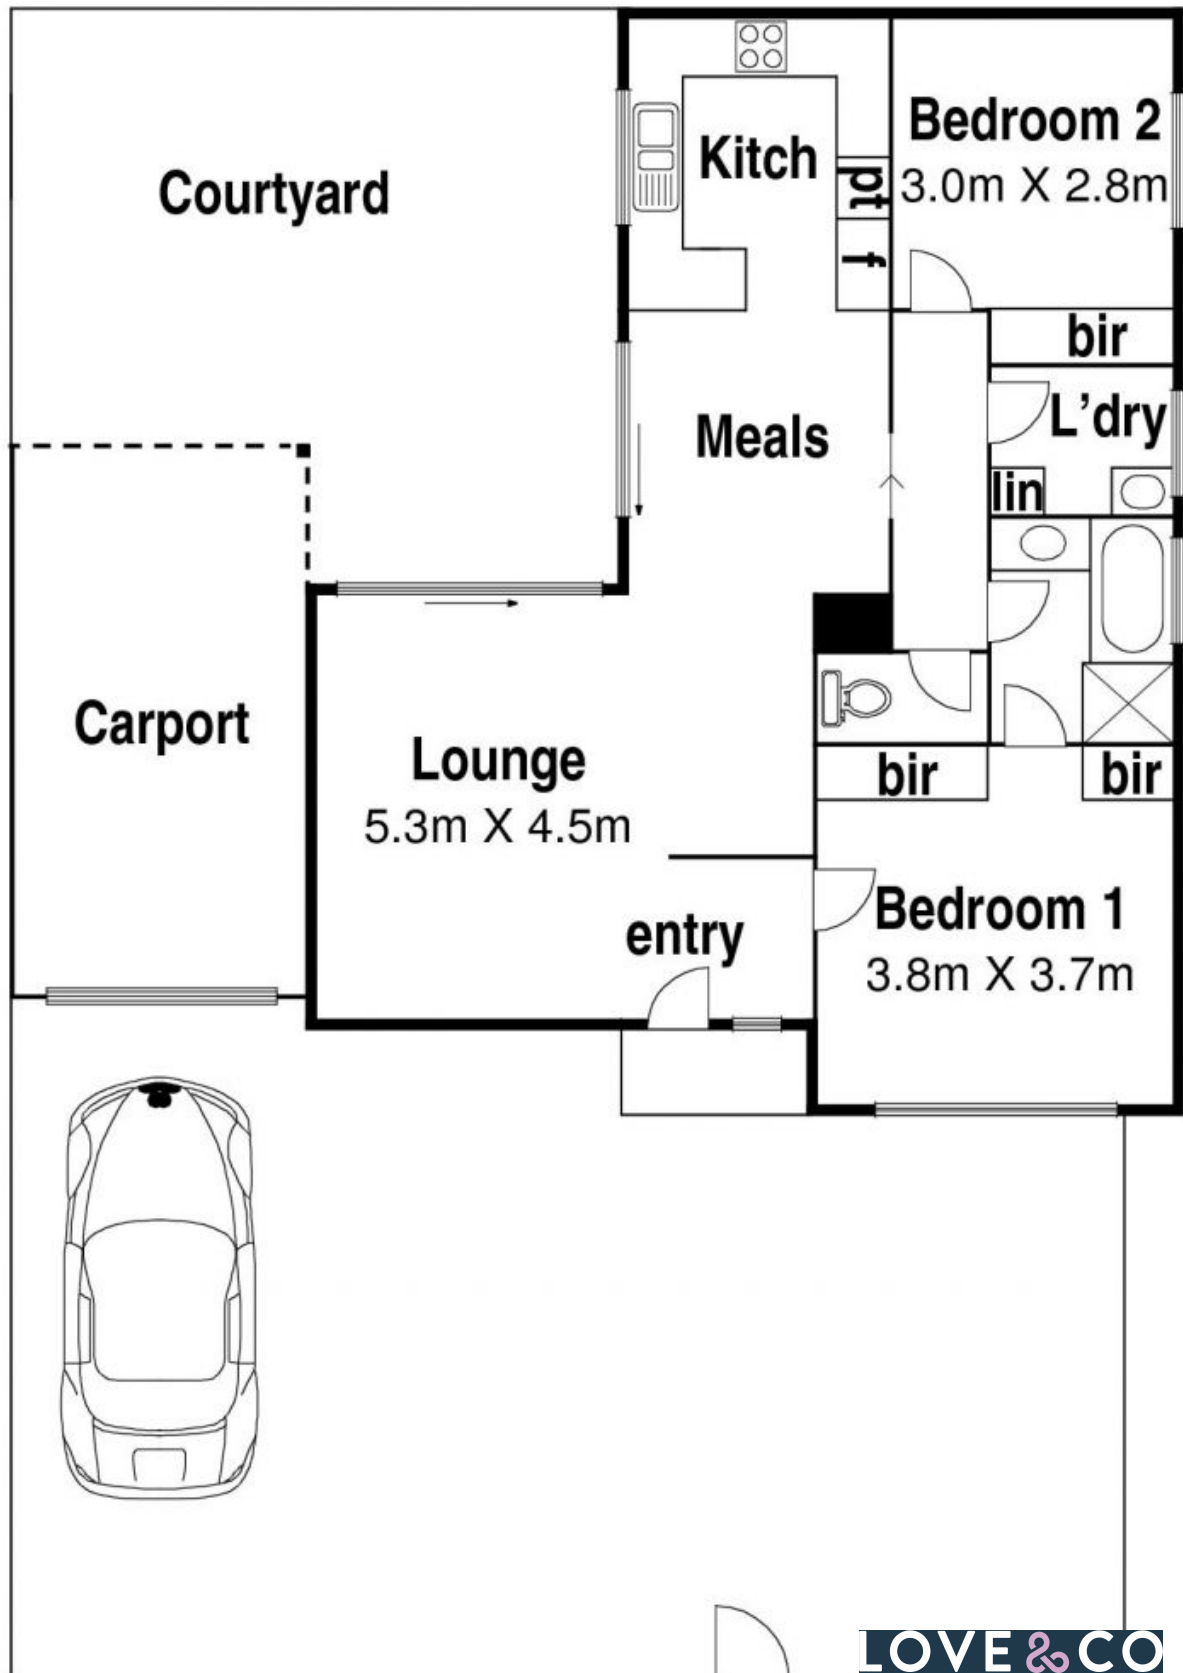 Courtyard
Kitch
pt
f
Bedroom 2
3.0m X 2.8m
bir
Meals
L’dry
lin
Carport
Lounge
5.3m X 4.5m
bir
bir
entry
Bedroom 1
3.8m X 3.7m
LOVE & CO